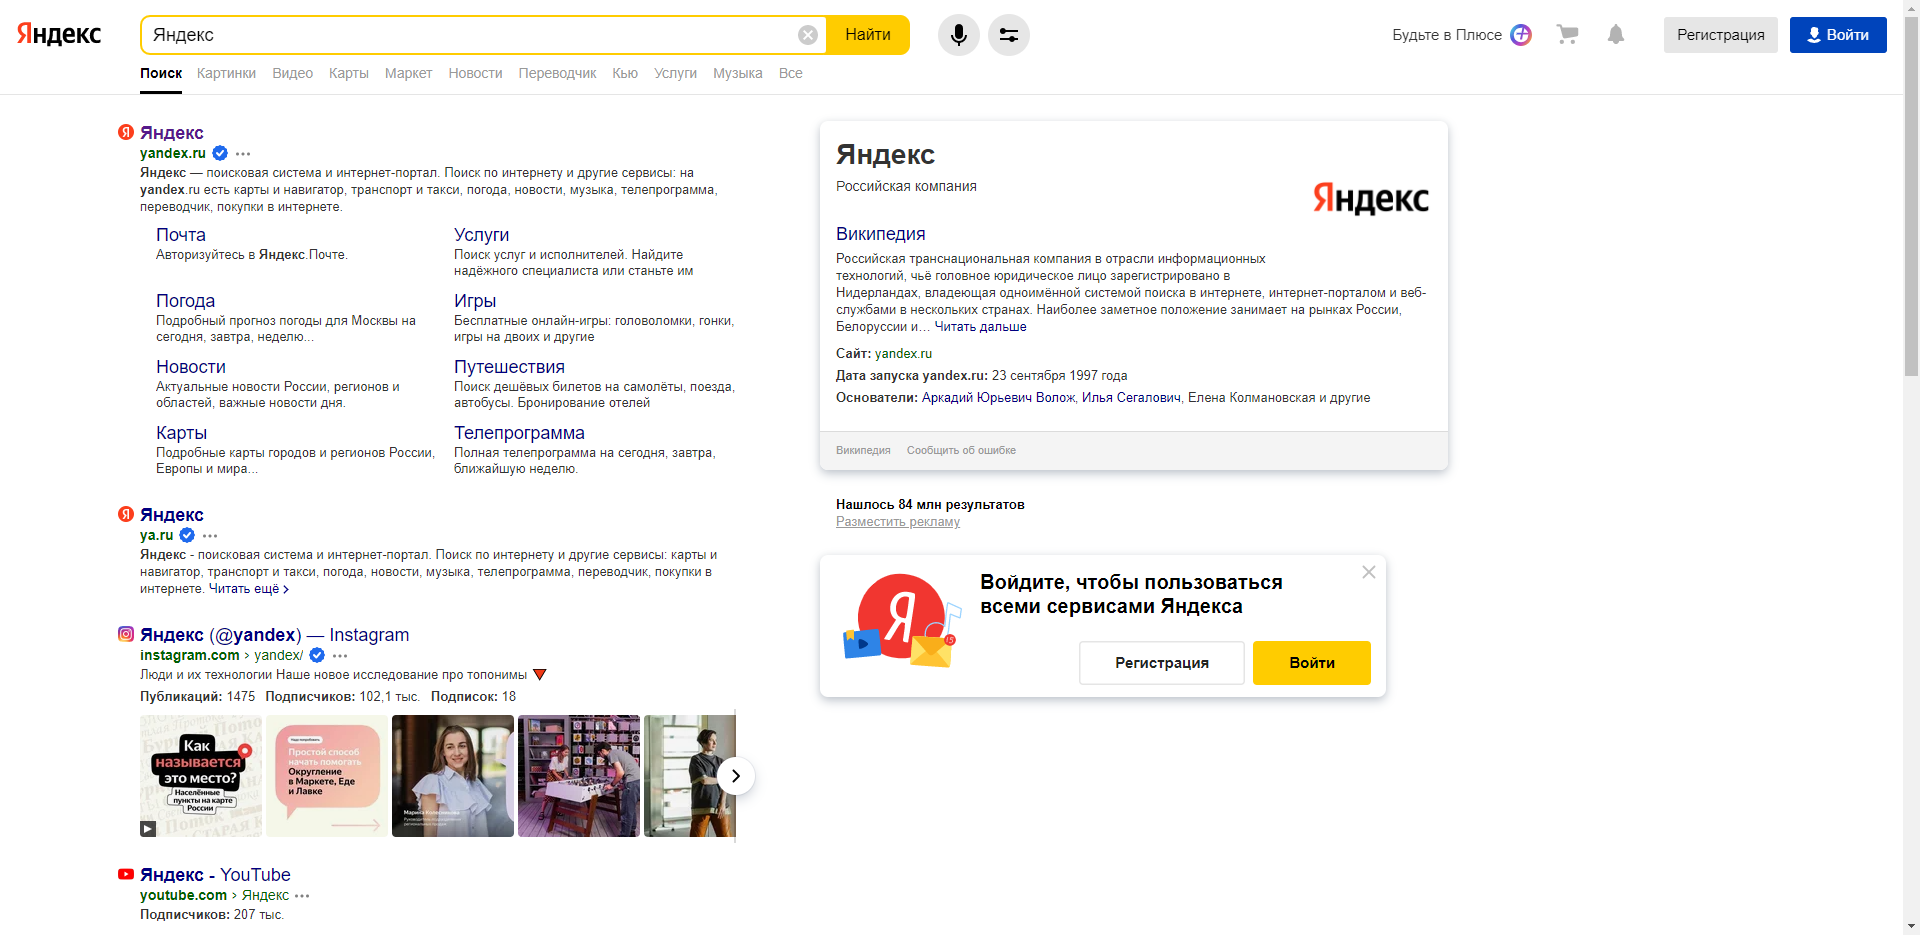 Яндекс
Яндекс
Найти
Будьте в Плюсе
Регистрация
Войти
Поиск Картинки Видео Карты Маркет Новости Переводчик Кью Услуги Музыка Все
Яндекс
yandex.ru
Яндекс — поисковая система и интернет-портал. Поиск по интернету и другие сервисы: на
yandex.ru есть карты и навигатор, транспорт и такси, погода, новости, музыка, телепрограмма,
переводчик, покупки в интернете.
Почта
Авторизуйтесь в Яндекс.Почте.
Услуги
Поиск услуг и исполнителей. Найдите
надёжного специалиста или станьте им
Погода
Подробный прогноз погоды для Москвы на
сегодня, завтра, неделю...
Игры
Бесплатные онлайн-игры: головоломки, гонки,
игры на двоих и другие
Новости
Актуальные новости России, регионов и
областей, важные новости дня.
Путешествия
Поиск дешёвых билетов на самолёты, поезда,
автобусы. Бронирование отелей
Карты
Подробные карты городов и регионов России,
Европы и мира...
Телепрограмма
Полная телепрограмма на сегодня, завтра,
ближайшую неделю.
Яндекс
ya.ru
Яндекс - поисковая система и интернет-портал. Поиск по интернету и другие сервисы: карты и
навигатор, транспорт и такси, погода, новости, музыка, телепрограмма, переводчик, покупки в
интернете. Читать ещё >
Яндекс (@yandex) — Instagram
instagram.com › yandex/
Люди и их технологии Наше новое исследование про топонимы
Публикаций: 1475 Подписчиков: 102,1 тыс. Подписок: 18
Как
называется
это место?
Населённые
пункты на карте
России
Простой способ
начать помогать
Округление
в Маркете, Еде
и Лавке
Яндекс - YouTube
youtube.com › Яндекс
Подписчиков: 207 тыс.
Яндекс
Российская компания
Яндекс
Википедия
Российская транснациональная компания в отрасли информационных
технологий, чьё головное юридическое лицо зарегистрировано в
Нидерландах, владеющая одноимённой системой поиска в интернете, интернет-порталом и веб-
службами в нескольких странах. Наиболее заметное положение занимает на рынках России,
Белоруссии и… Читать дальше
Сайт: yandex.ru
Дата запуска yandex.ru: 23 сентября 1997 года
Основатели: Аркадий Юрьевич Волож, Илья Сегалович, Елена Колмановская и другие
Википедия Сообщить об ошибке
Нашлось 84 млн результатов
Разместить рекламу
Войдите, чтобы пользоваться
всеми сервисами Яндекса
Я
15
Регистрация
Войти